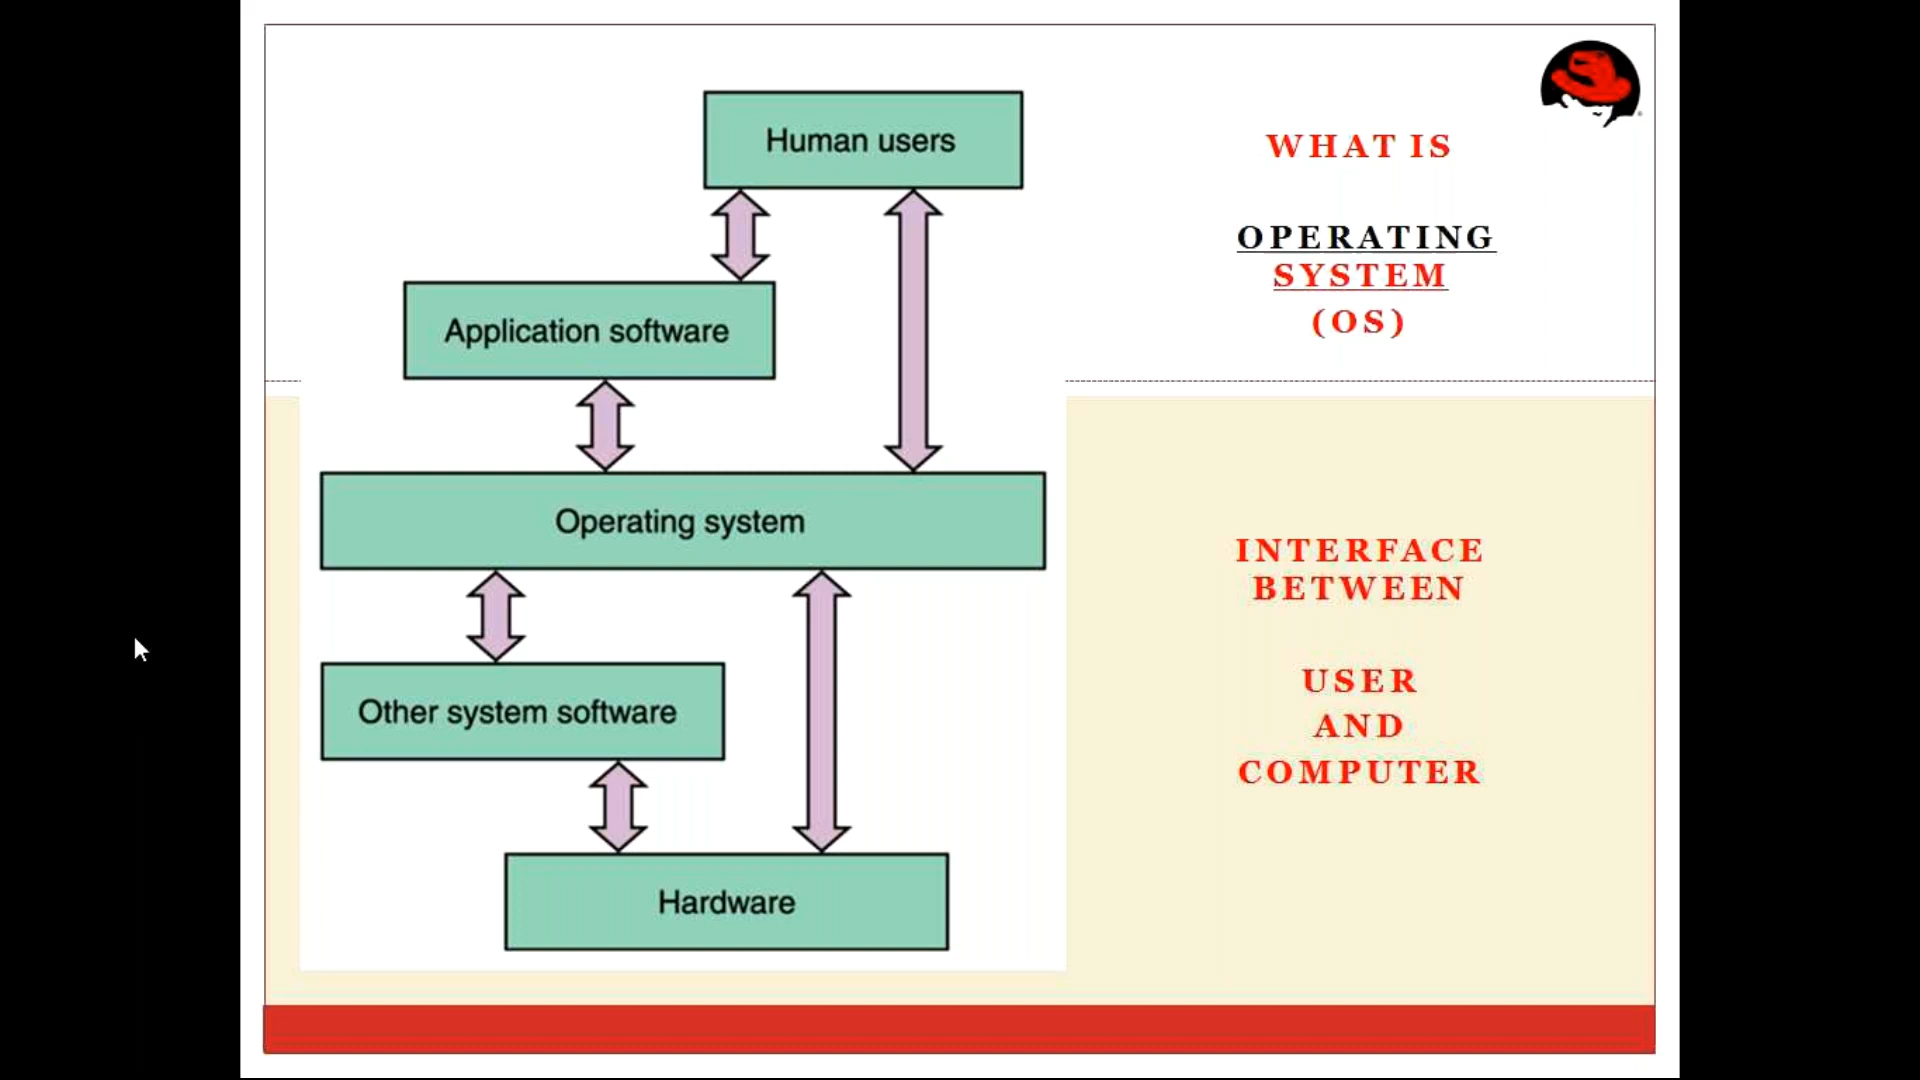 Human users
Application software
Operating system
Other system software
Hardware
WHAT IS
OPERATING
SYSTEM
(OS)
INTERFACE
BETWEEN
USER
AND
COMPUTER